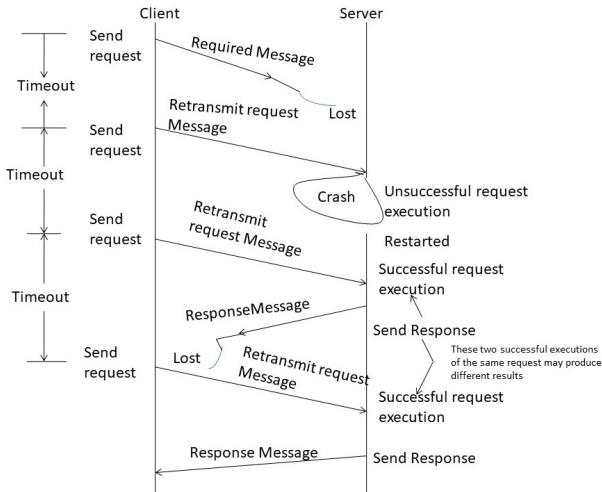 Client
Server
Send
request
Required Message
Timeout
Lost
Retransmit request
Message
Send
request
Timeout
Crash
Unsuccessful request
execution
Retransmit
request Message
Send
request
Restarted
Successful request
execution
Timeout
ResponseMessage
Send Response
Send
request
Lost
Retransmit request
Message
These two successful executions
of the same request may produce
different results
Successful request
execution
Response Message
Send Response